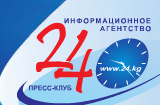 ИНФОРМАЦИОННОЕ
АГЕНТСТВО
24
www.24.kg
ПРЕСС-КЛУБ